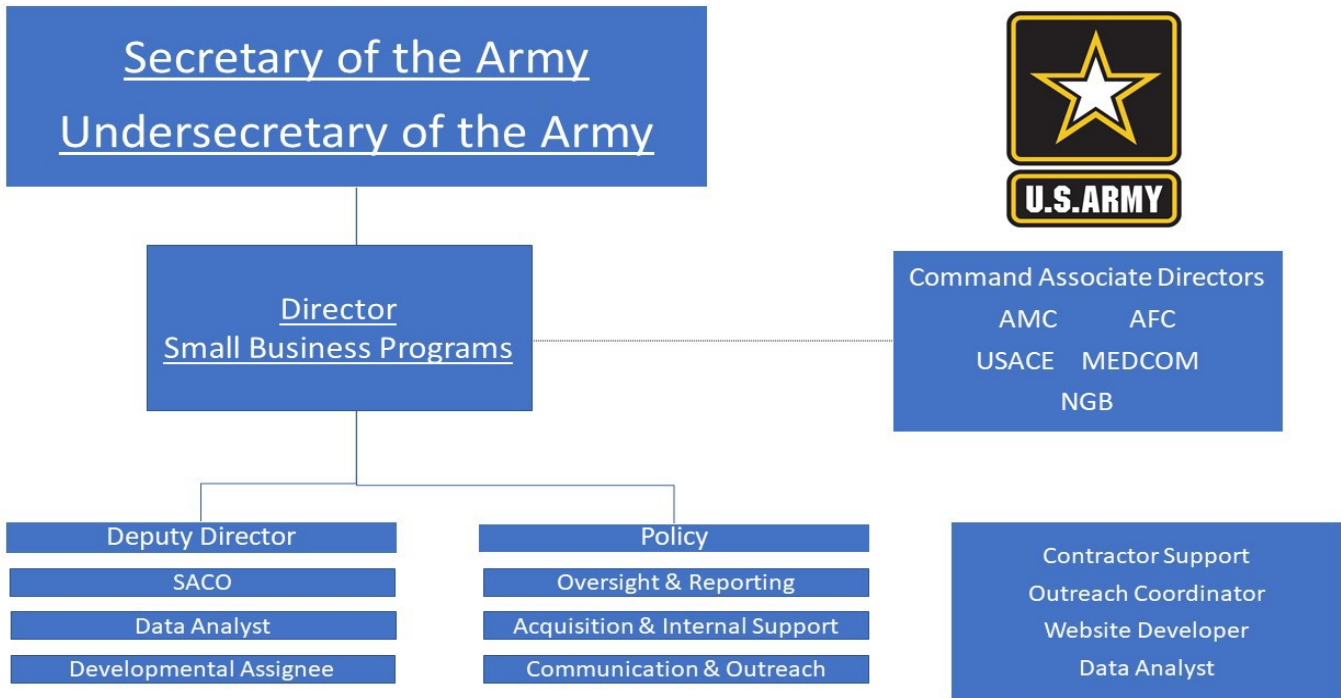 Secretary of the Army
Undersecretary of the Army
U.S.ARMY
Director
Small Business Programs
Command Associate Directors
AMC AFC
USACE MEDCOM
NGB
Deputy Director
SACO
Data Analyst
Developmental Assignee
Policy
Oversight & Reporting
Acquisition & Internal Support
Communication & Outreach
Contractor Support
Outreach Coordinator
Website Developer
Data Analyst